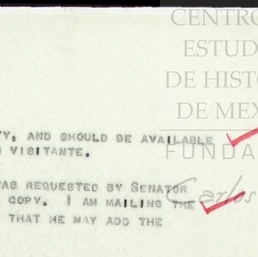 CENTRO
ESTUD
DE HISTO
DE MEX
FUNDA
Carlos
TY, AND SHOULD BE AVAILABLE
VISITANTE.
WAS REQUESTED BY SENATOR
COPY. I AM MAILING THE
THAT HE MAY ADD THE